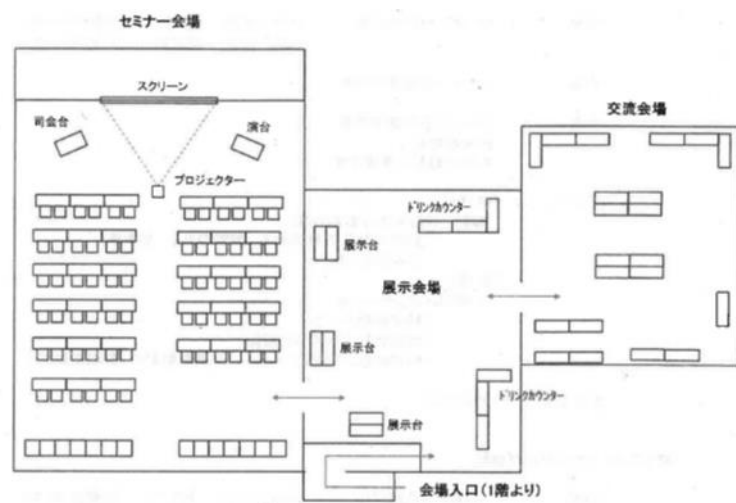 セミナー会場
スクリーン
交流会場
司会台
演台
プロジェクター
ﾄﾞﾘﾝｸｶｳﾝﾀｰ
展示台
展示会場
展示台
ﾄﾞﾘﾝｸｶｳﾝﾀｰ
展示台
会場入口(1階より)